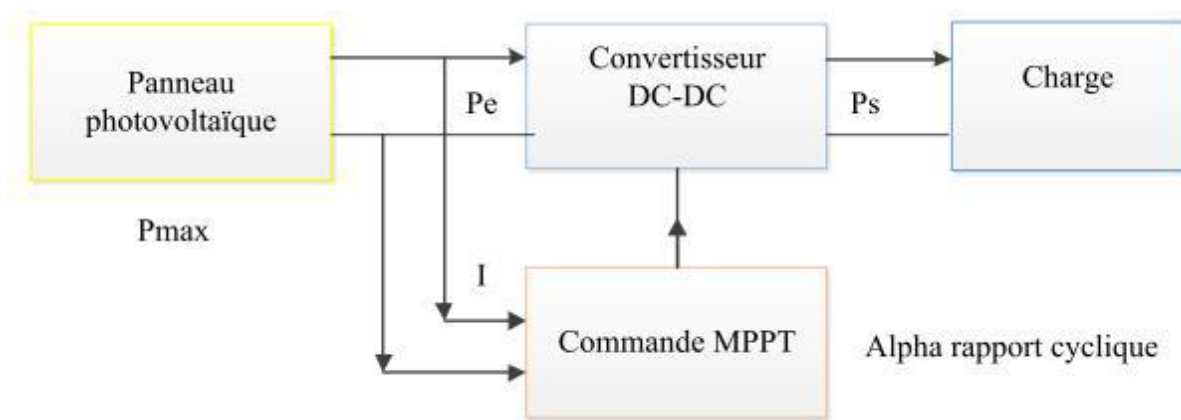 Panneau
photovoltaïque
Convertisseur
DC-DC
Charge
Pe
Ps
Pmax
I
Commande MPPT
Alpha rapport cyclique